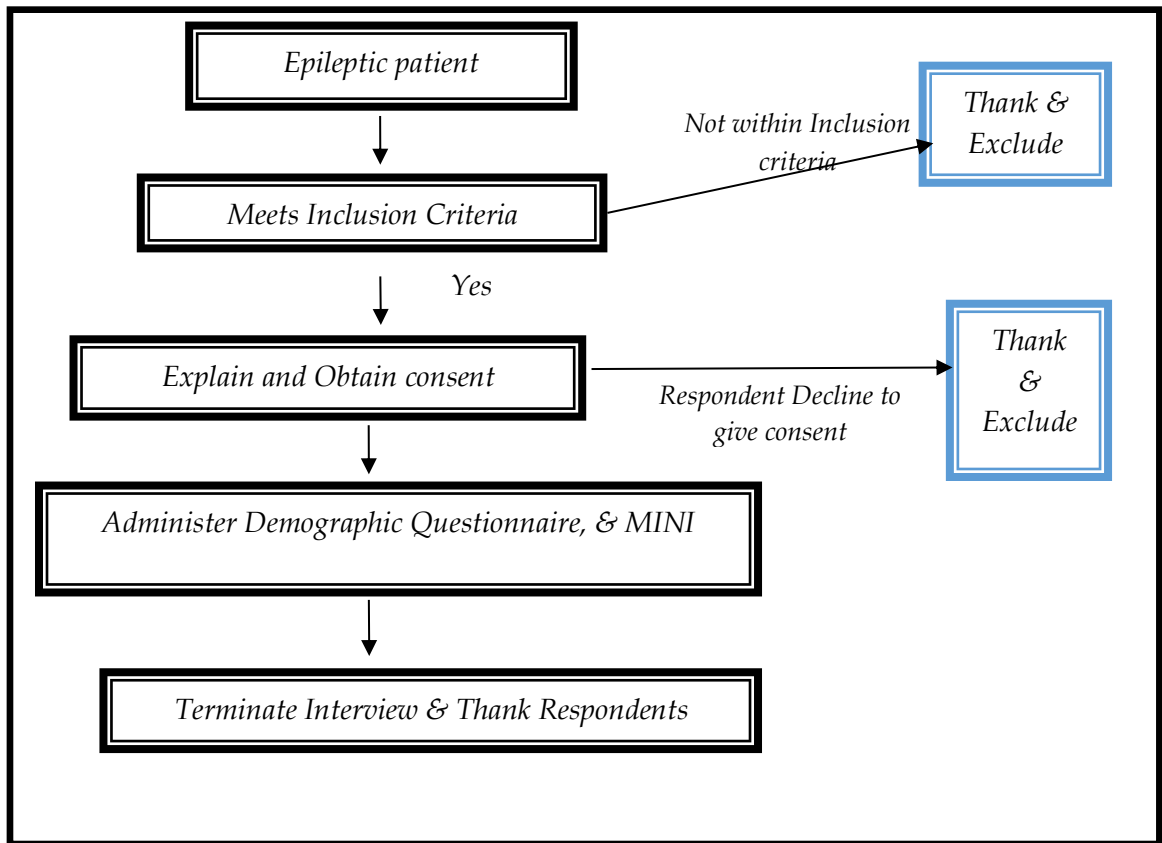 Epileptic patient
Thank &
Exclude
Not within Inclusion
criteria
Meets Inclusion Criteria
Yes
Explain and Obtain consent
Thank
&
Exclude
Respondent Decline to
give consent
Administer Demographic Questionnaire, & MINI
Terminate Interview & Thank Respondents